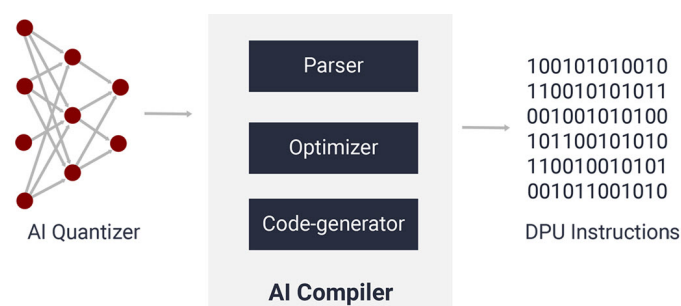 AI Quantizer
Parser
Optimizer
Code-generator
AI Compiler
100101010010
110010101011
001001010100
101100101010
110010010101
001011001010
DPU Instructions